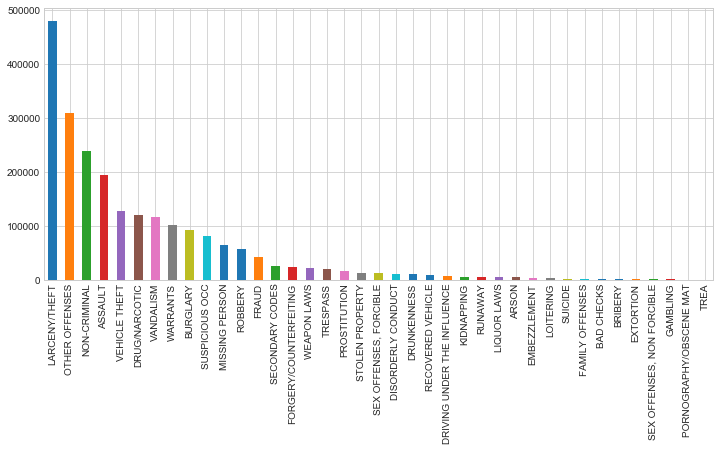 500000
400000
300000
200000
100000
0
LARCENY/THEFT
OTHER OFFENSES
NON-CRIMINAL
ASSAULT
VEHICLE THEFT
DRUG/NARCOTIC
VANDALISM
WARRANTS
BURGLARY
SUSPICIOUS OCC
MISSING PERSON
ROBBERY
FRAUD
SECONDARY CODES
FORGERY/COUNTERFEITING
WEAPON LAWS
TRESPASS
PROSTITUTION
STOLEN PROPERTY
SEX OFFENSES, FORCIBLE
DISORDERLY CONDUCT
DRUNKENNESS
RECOVERED VEHICLE
DRIVING UNDER THE INFLUENCE
KIDNAPPING
RUNAWAY
LIQUOR LAWS
ARSON
EMBEZZLEMENT
LOITERING
SUICIDE
FAMILY OFFENSES
BAD CHECKS
BRIBERY
EXTORTION
SEX OFFENSES, NON FORCIBLE
GAMBLING
PORNOGRAPHY/OBSCENE MAT
TREA